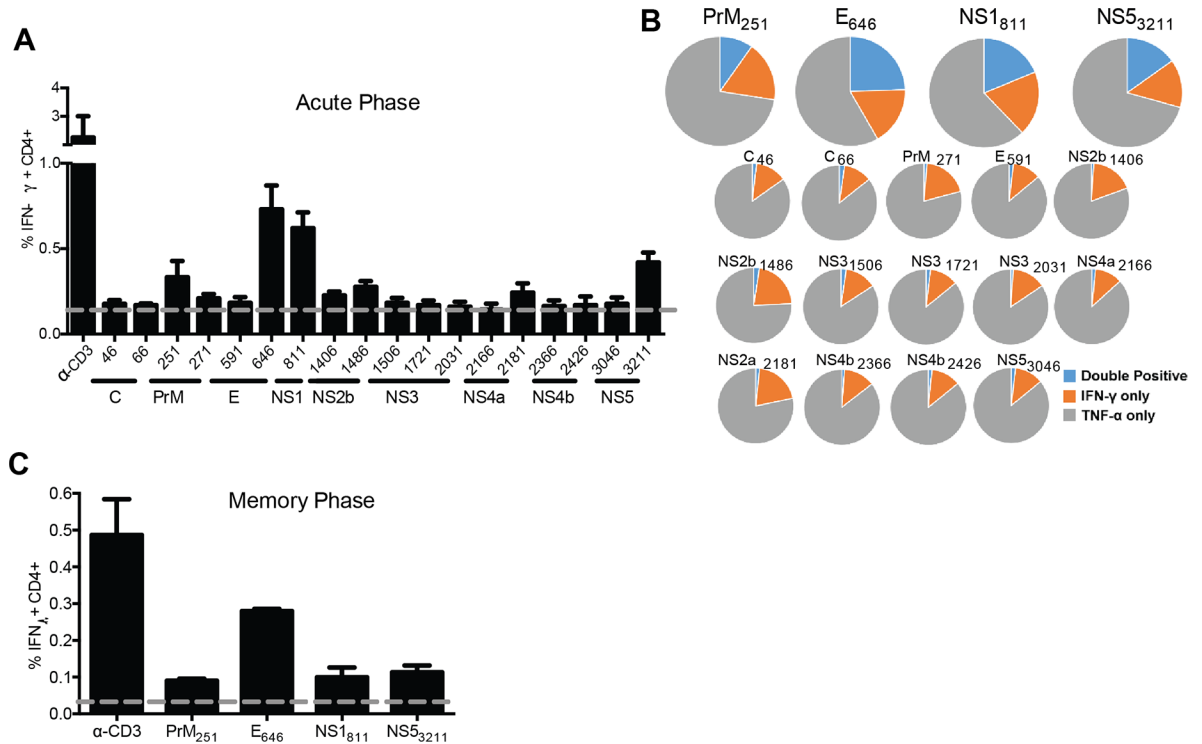 A
Acute Phase
% IFN- γ + CD4+
4
3
1.0
0.5
0.0
α-CD3 46 66 251 271 591 646 811 1406 1486 1506 1721 2031 2166 2181 2366 2426 3046 3211
C PrM E NS1 NS2b NS3 NS4a NS4b NS5
B
PrM251 E646 NS1811 NS53211
C46 C66 PrM271 E591 NS2b1406
NS2b1486 NS31506 NS31721 NS32031 NS4a2166
NS2a2181 NS4b2366 NS4b2426 NS53046
Double Positive
IFN-γ only
TNF-α only
C
Memory Phase
% IFNλ+ CD4+
0.6
0.5
0.4
0.3
0.2
0.1
0.0
α-CD3 PrM251 E646 NS1811 NS53211